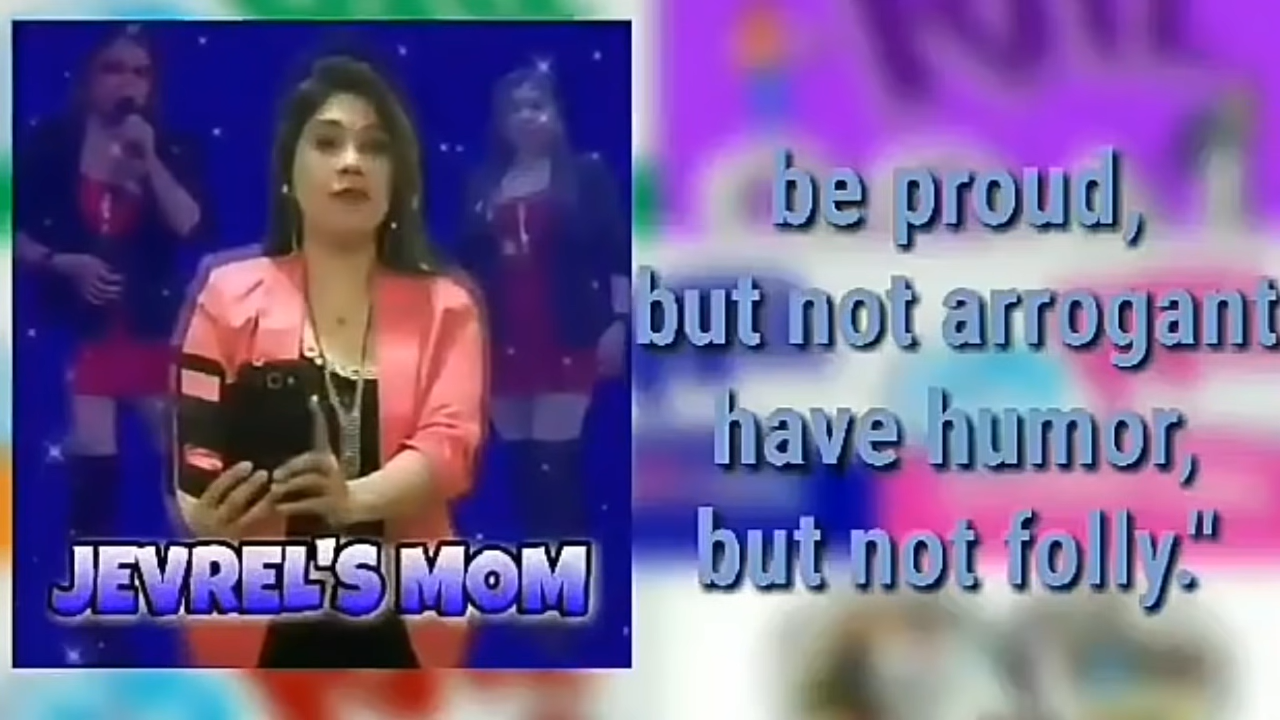 JEVREL'S MOM
be proud,
but not arrogant
have humor,
but not folly."